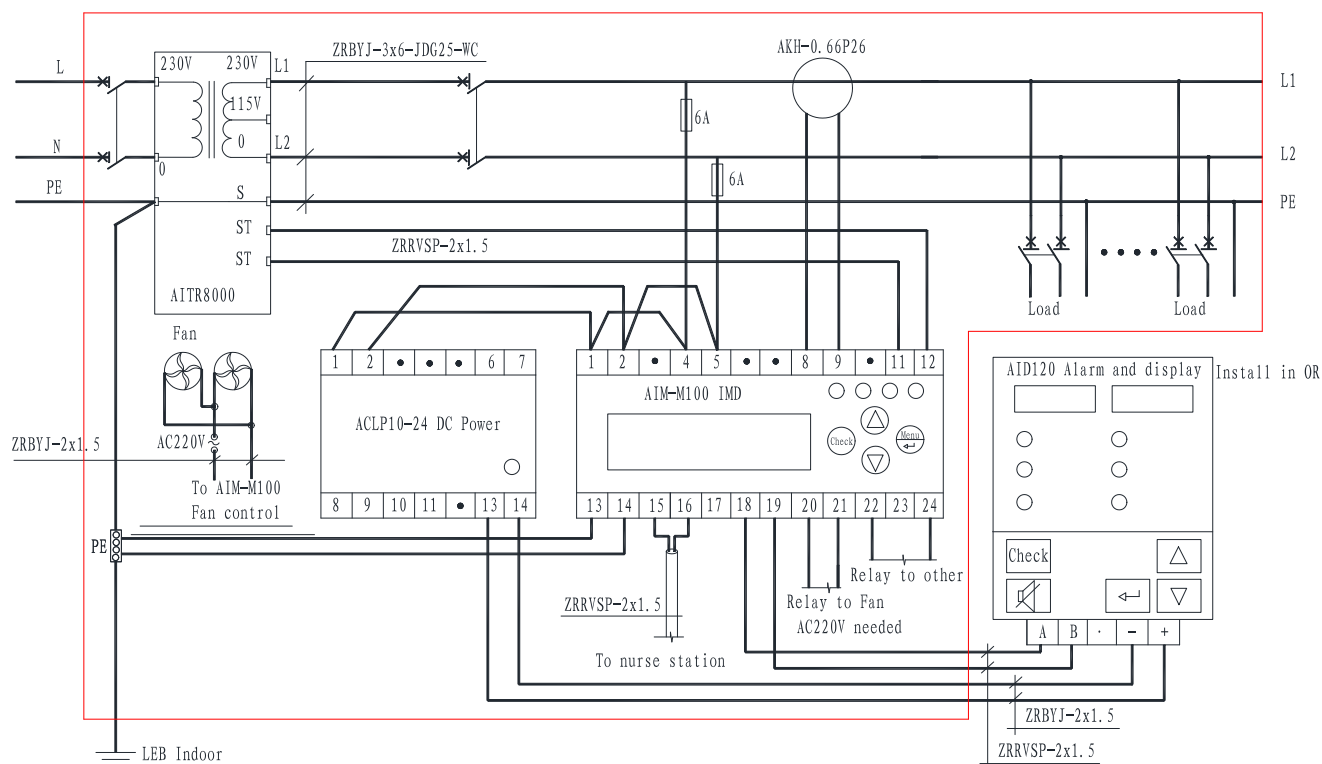 L
N
PE
230V
230V
115V
0
0
S
ST
ST
AITR8000
L1
L2
ZRBYJ-3x6-JDG25-WC
ZRRVSP-2x1.5
6A
6A
AKH-0.66P26
L1
L2
PE
Load
Load
Fan
AC220V
ZRBYJ-2x1.5
To AIM-M100
Fan control
PE
LEB Indoor
1 2 6 7
ACLP10-24 DC Power
8 9 10 11 13 14
1 2 4 5 8 9 11 12
AIM-M100 IMD
Check
Menu
13 14 15 16 17 18 19 20 21 22 23 24
ZRRVSP-2x1.5
To nurse station
Relay to Fan
AC220V needed
Relay to other
AID120 Alarm and display
Install in OR
Check
A B · - +
ZRBYJ-2x1.5
ZRRVSP-2x1.5